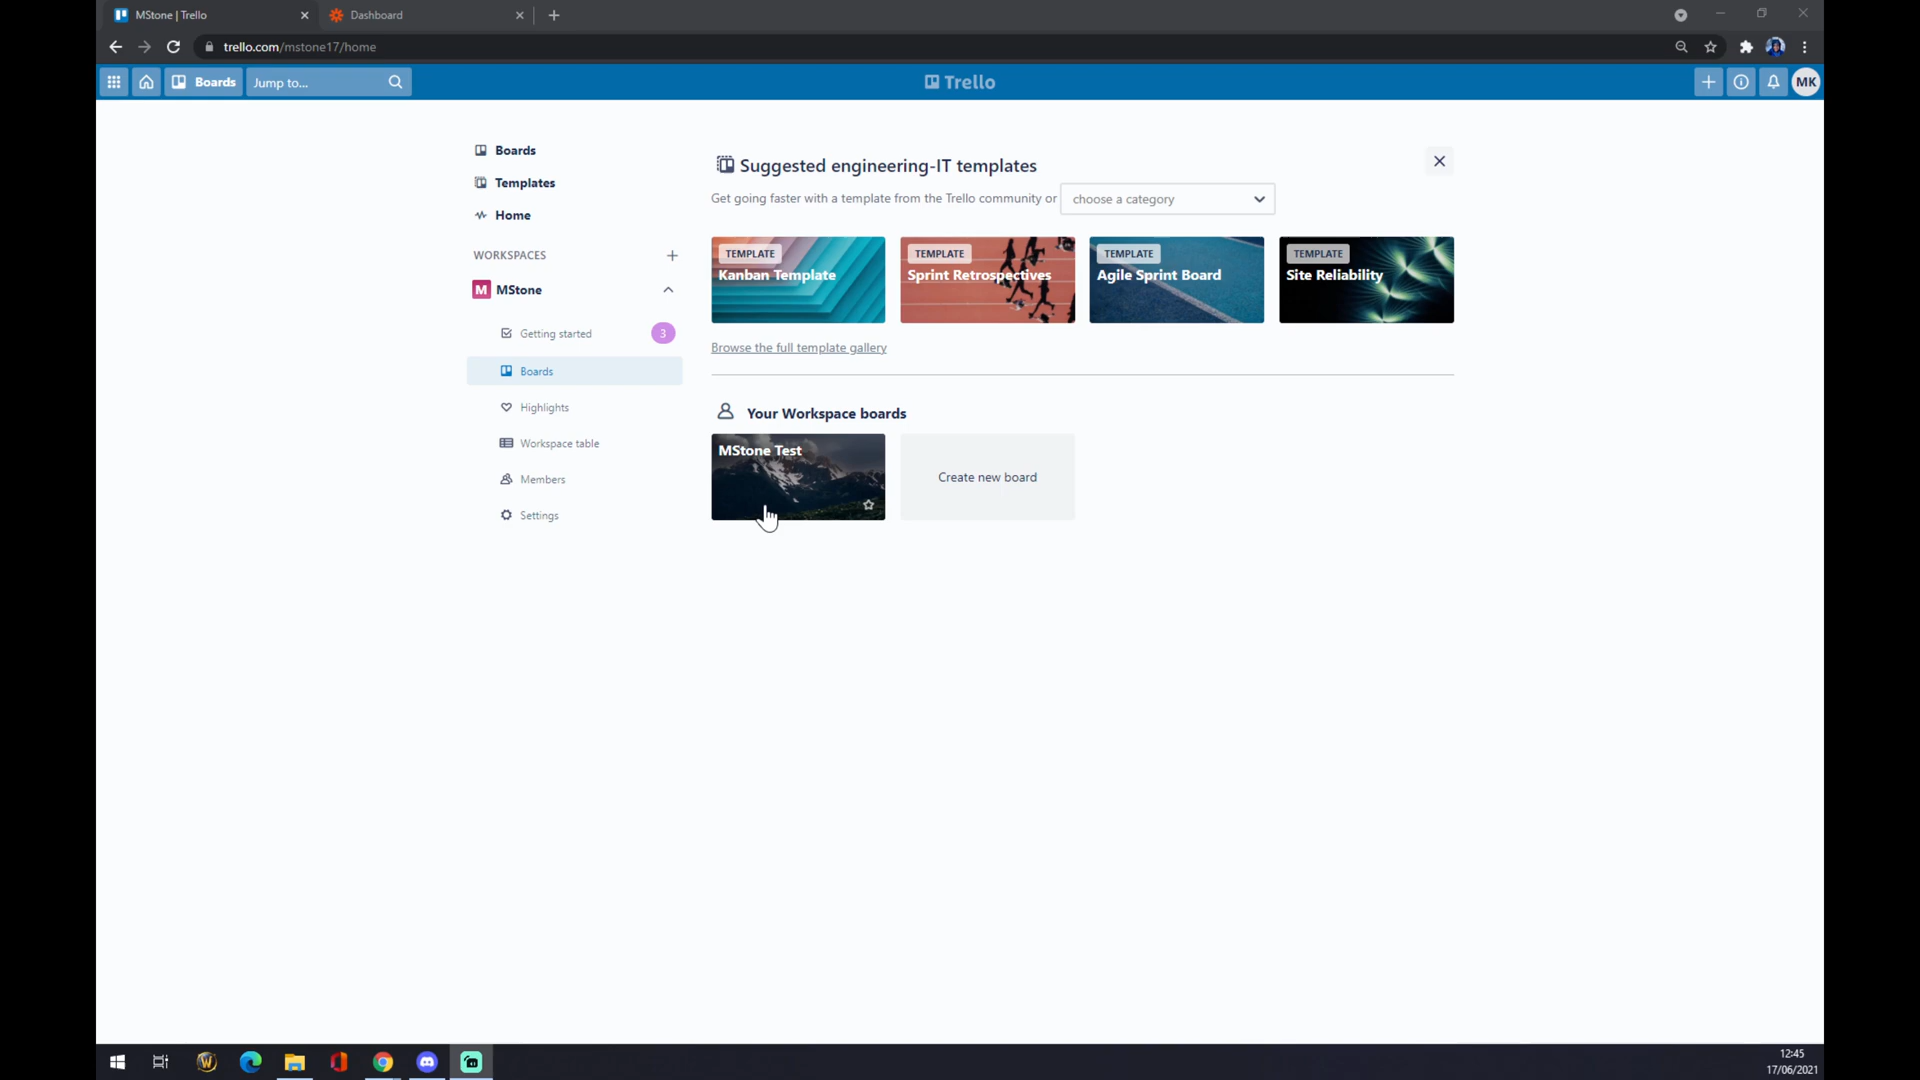 MStone | Trello
Dashboard
trello.com/mstone17/home
Boards
Jump to...
Trello
MK
Boards
Templates
Home
WORKSPACES
M MStone
Getting started
3
Boards
Highlights
Workspace table
Members
Settings
Suggested engineering-IT templates
Get going faster with a template from the Trello community or
choose a category
TEMPLATE
Kanban Template
TEMPLATE
Sprint Retrospectives
TEMPLATE
Agile Sprint Board
TEMPLATE
Site Reliability
Browse the full template gallery
Your Workspace boards
MStone Test
Create new board
W
12:45
17/06/2021